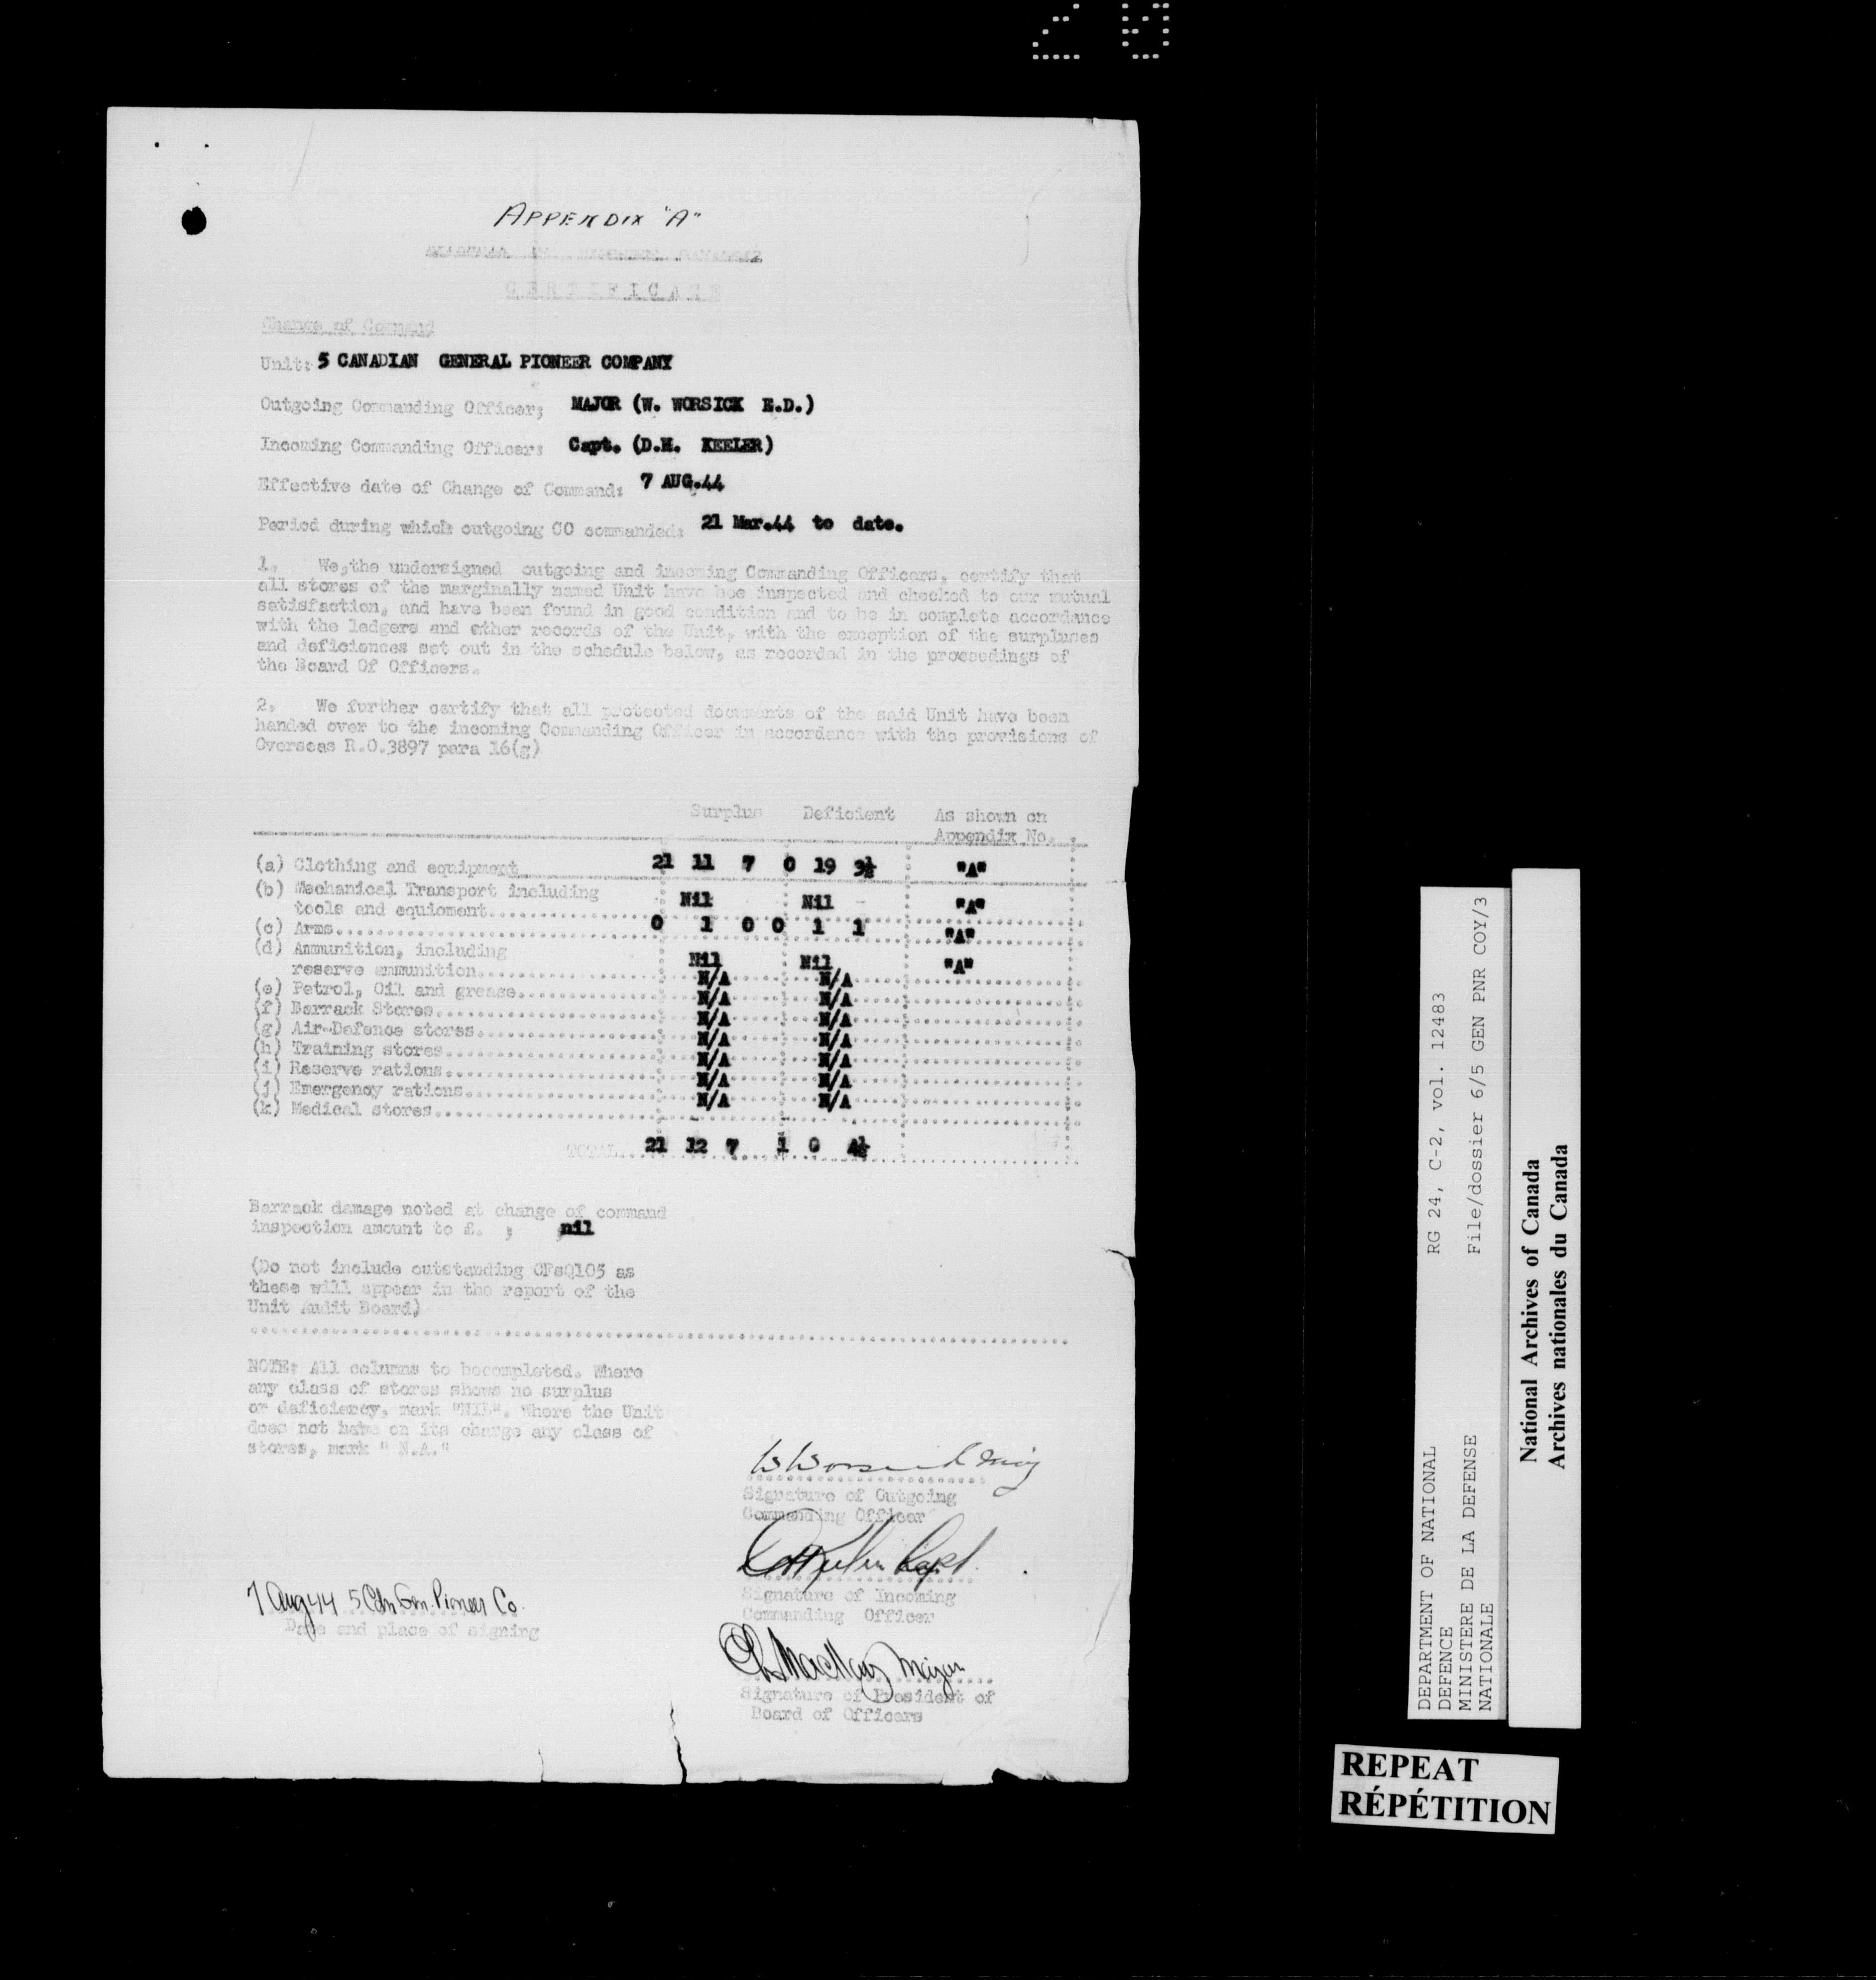 20
APPENDIX "A"
CERTIFICATE
Change of Command
Unit: 5 CANADIAN GENERAL PIONEER COMPANY
Outgoing Commanding Officer; MAJOR (W. WORSICK E.D.)
Incoming Commanding Officer: Capt. (D.H. KEELER)
Effective date of Change of Command: 7 AUG.44
Period during which outgoing CO commanded: 21 Mar.44 to date.
1. We,the undersigned outgoing and incoming Commanding Officers, certify that
all stores of the marginally named Unit have bee inspected and checked to our mutual
satisfaction, and have been found in good condition and to be in complete accordance
with the ledgers and other records of the Unit, with the exception of the surpluses
and deficiences set out in the schedule below, as recorded in the proceedings of
the Board Of Officers.
2. We further certify that all protected documents of the said Unit have been
handed over to the incoming Commanding Officer in accordance with the provisions of
Overseas R.O.3897 para 16(g)
Surplus Deficient As shown on
Appendix No.
(a) Clothing and equipment 21 11 7 0 19 3½ "A"
(b) Mechanical Transport including
tools and equioment Nil Nil "A"
(c) Arms 0 1 0 0 1 1 "A"
(d) Ammunition, including
reserve ammunition Nil Nil "A"
(e) Petrol, Oil and grease N/A N/A
(f) Barrack Stores N/A N/A
(g) Air-Defence stores N/A N/A
(h) Training stores N/A N/A
(i) Reserve rations N/A N/A
(j) Emergency rations N/A N/A
(k) Medical stores N/A N/A
TOTAL 21 12 7 1 0 4½
Barrack damage noted at change of command
inspection amount to £. ; nil
(Do not include outstanding CFsQ105 as
these will appear in the report of the
Unit Audit Board)
NOTE: All columns to becompleted. Where
any class of stores shows no surplus
or deficiency, mark "NIL". Where the Unit
does not have on its charge any class of
stores, mark " N.A."
W Worsick Maj
Signature of Outgoing
Commanding Officer
DH Keeler Capt.
Signature of Incoming
Commanding Officer
7 Aug 44 5 Cdn Gen. Pioneer Co.
Date and place of signing
Major
Signature of President of
Board of Officers
DEPARTMENT OF NATIONAL
DEFENCE
MINISTERE DE LA DEFENSE
NATIONALE
RG 24, C-2, vol. 12483
File/dossier 6/5 GEN PNR COY/3
National Archives of Canada
Archives nationales du Canada
REPEAT
RÉPÉTITION